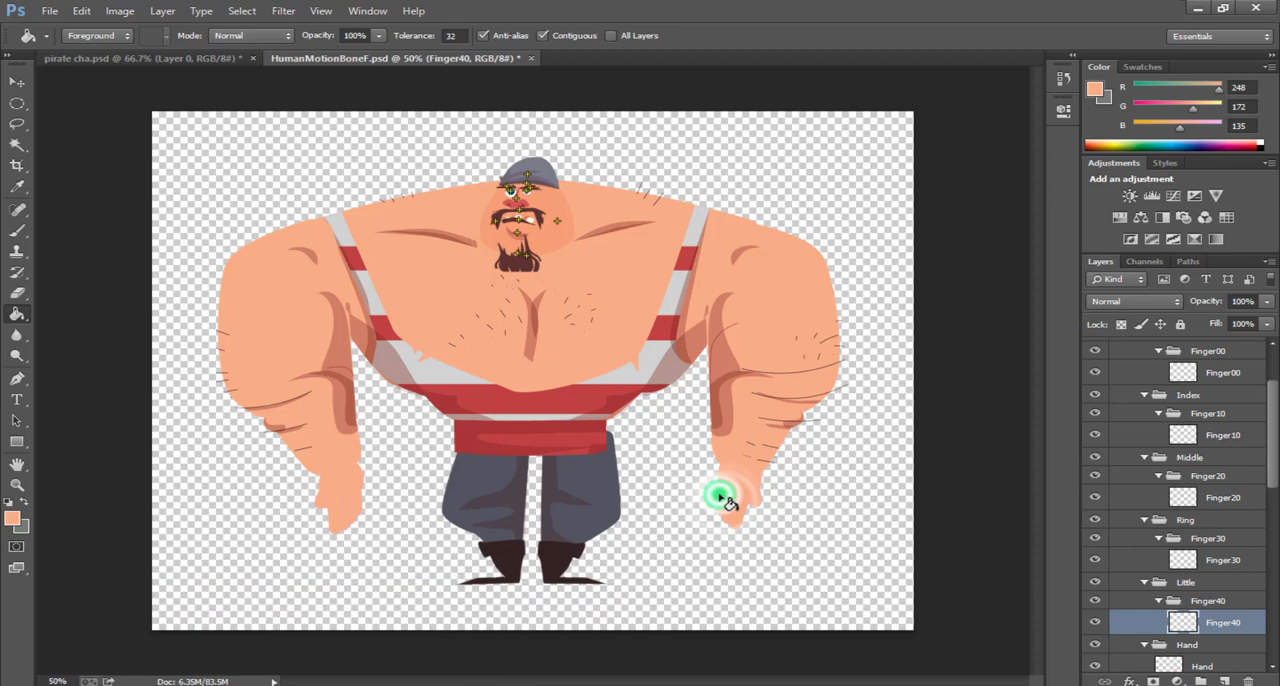 Ps File Edit Image Layer Type Select Filter View Window Help
Foreground Mode: Normal Opacity: 100% Tolerance: 32 Anti-alias Contiguous All Layers Essentials
pirate cha.psd @ 66.7% (Layer 0, RGB/8#) * HumanMotionBoneF.psd @ 50% (Finger40, RGB/8#) *
Color Swatches
R 248
G 172
B 135
Adjustments Styles
Add an adjustment
Layers Channels Paths
Kind
Normal Opacity: 100%
Lock: Fill: 100%
Finger00
Finger00
Index
Finger10
Finger10
Middle
Finger20
Finger20
Ring
Finger30
Finger30
Little
Finger40
Finger40
Hand
Hand
50% Doc: 6.35M/83.5M